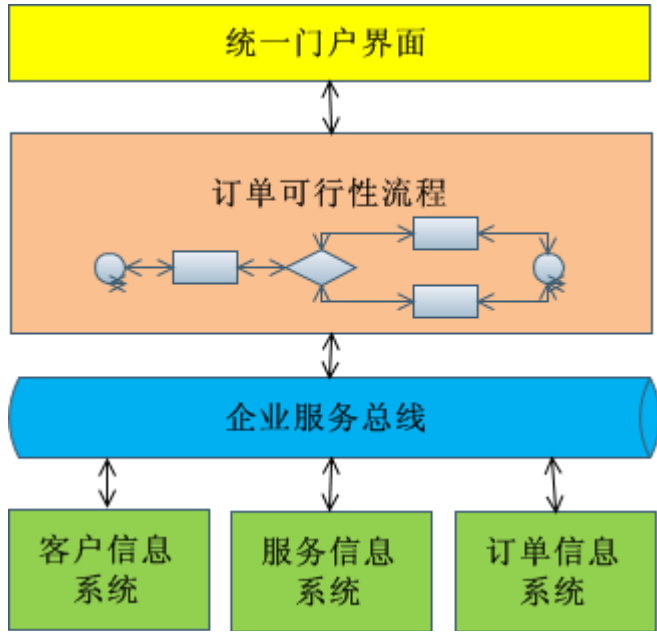 统一门户界面
订单可行性流程
企业服务总线
客户信息
系统
服务信息
系统
订单信息
系统